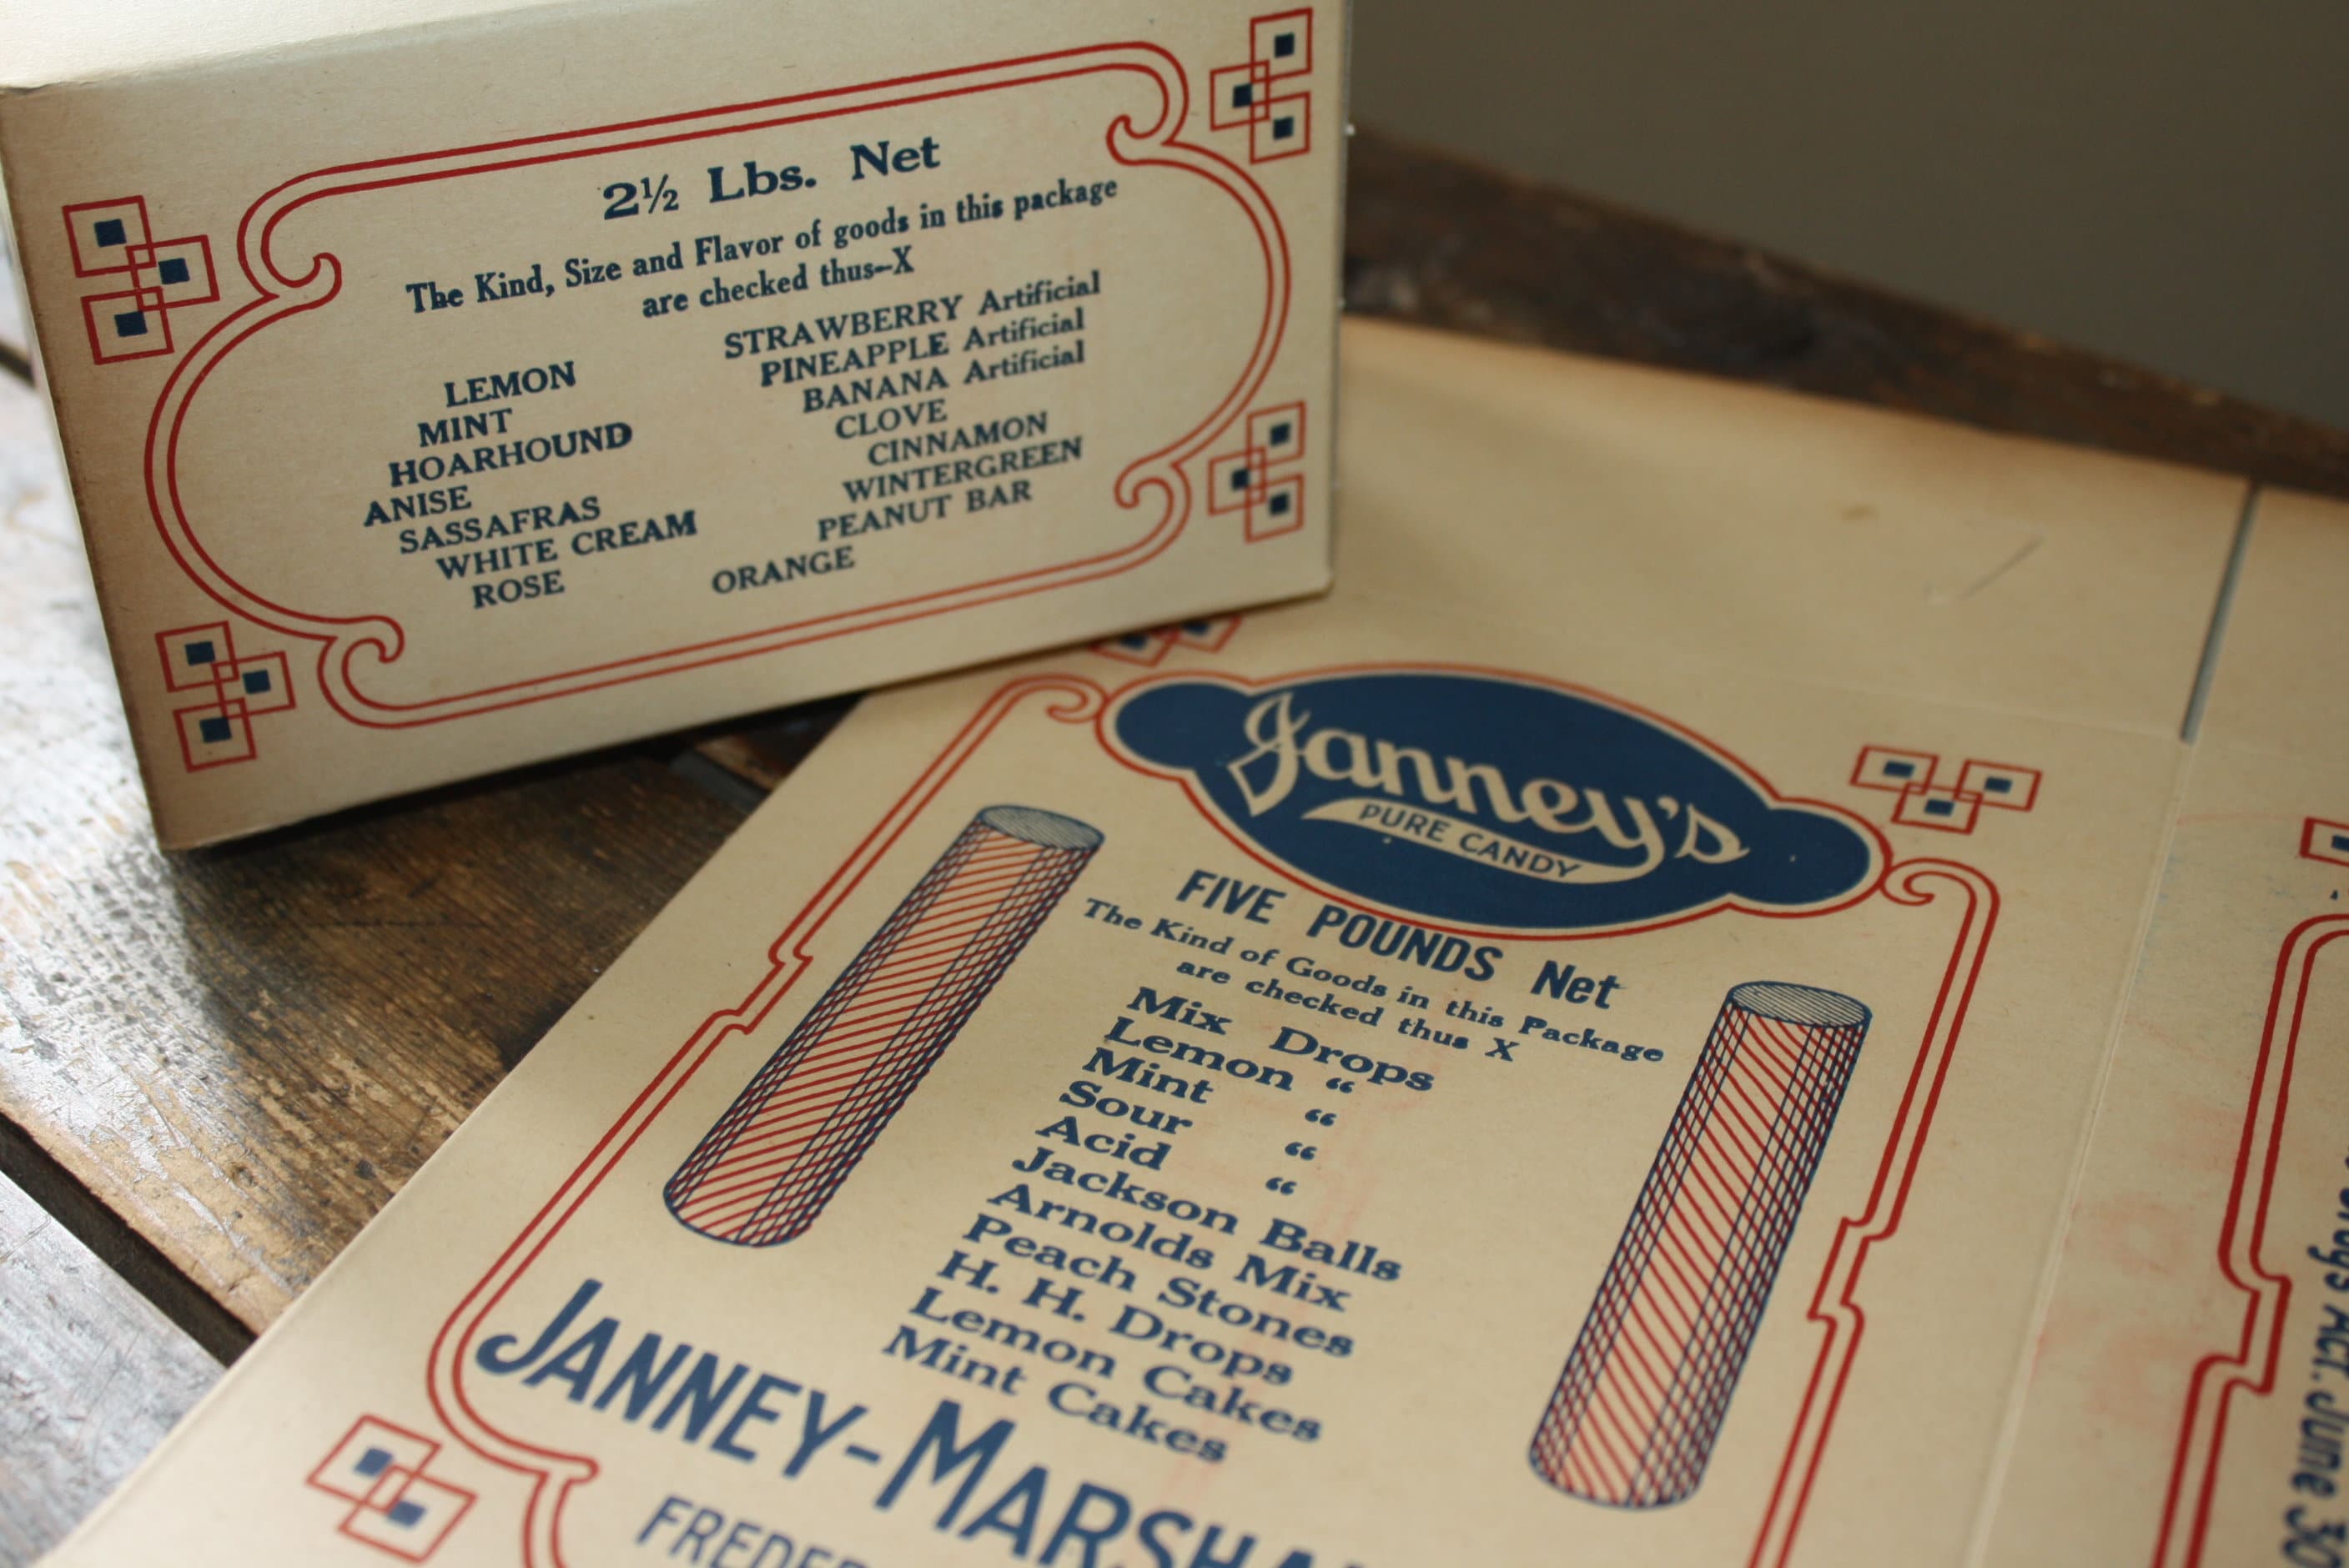 2½ Lbs. Net
The Kind, Size and Flavor of goods in this package
are checked thus--X
LEMON
MINT
HOARHOUND
ANISE
SASSAFRAS
WHITE CREAM
ROSE
STRAWBERRY Artificial
PINEAPPLE Artificial
BANANA Artificial
CLOVE
CINNAMON
WINTERGREEN
PEANUT BAR
ORANGE
Janney's
PURE CANDY
FIVE POUNDS Net
The Kind of Goods in this Package
are checked thus X
Mix Drops
Lemon “
Mint “
Sour “
Acid “
Jackson Balls
Arnolds Mix
Peach Stones
H. H. Drops
Lemon Cakes
Mint Cakes
JANNEY-MARSHA
FREDER
Act. June 30